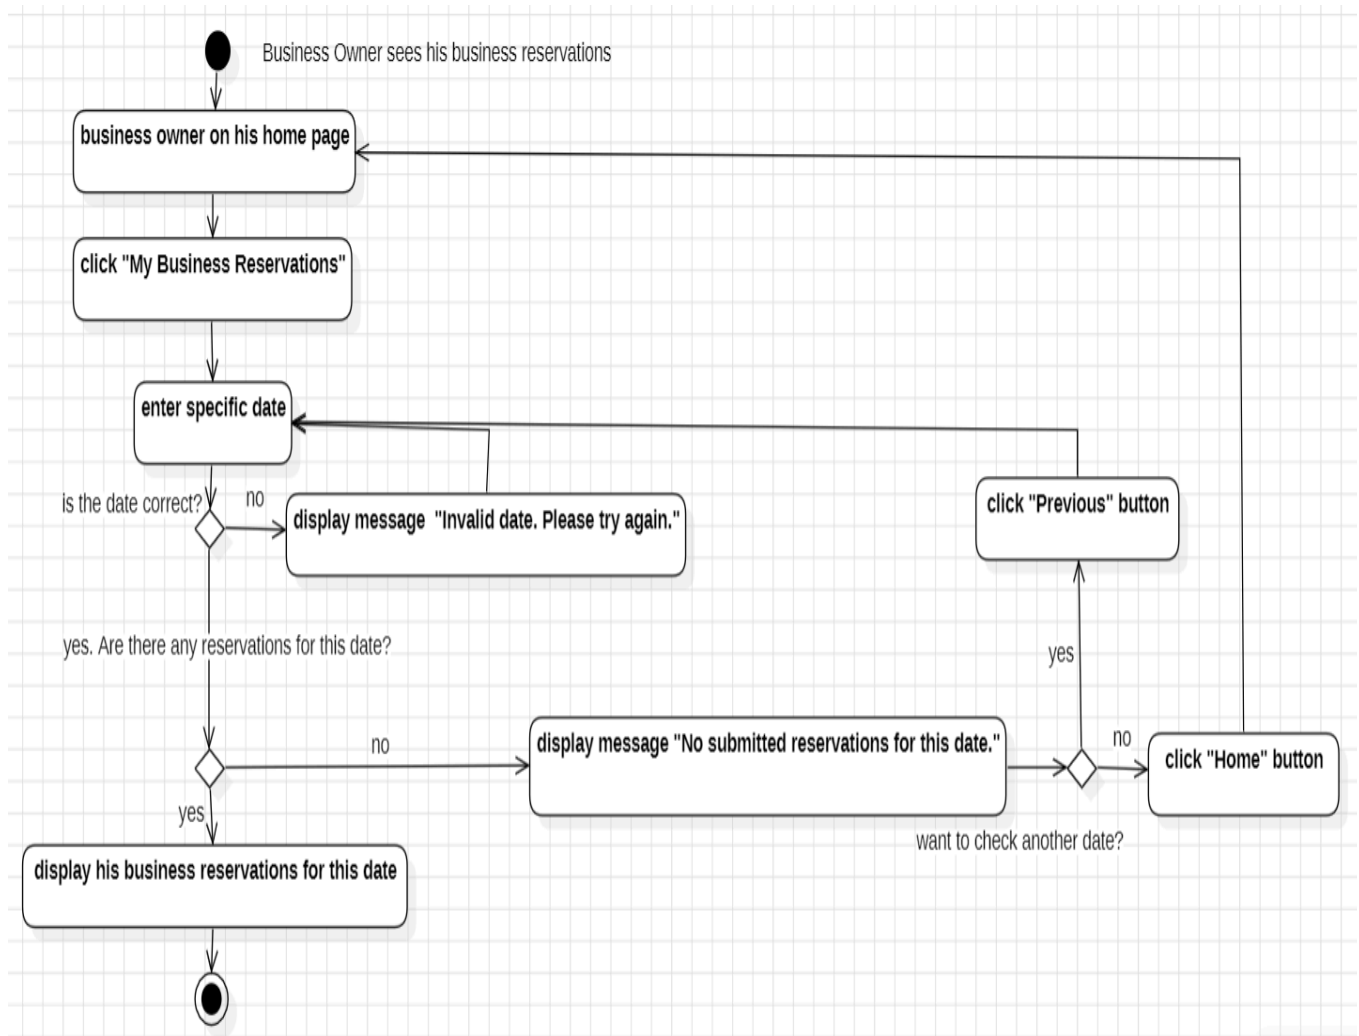 Business Owner sees his business reservations
business owner on his home page
click "My Business Reservations"
enter specific date
is the date correct?
no
display message  "Invalid date. Please try again."
click "Previous" button
yes. Are there any reservations for this date?
yes
no
display message "No submitted reservations for this date."
no
click "Home" button
yes
want to check another date?
display his business reservations for this date